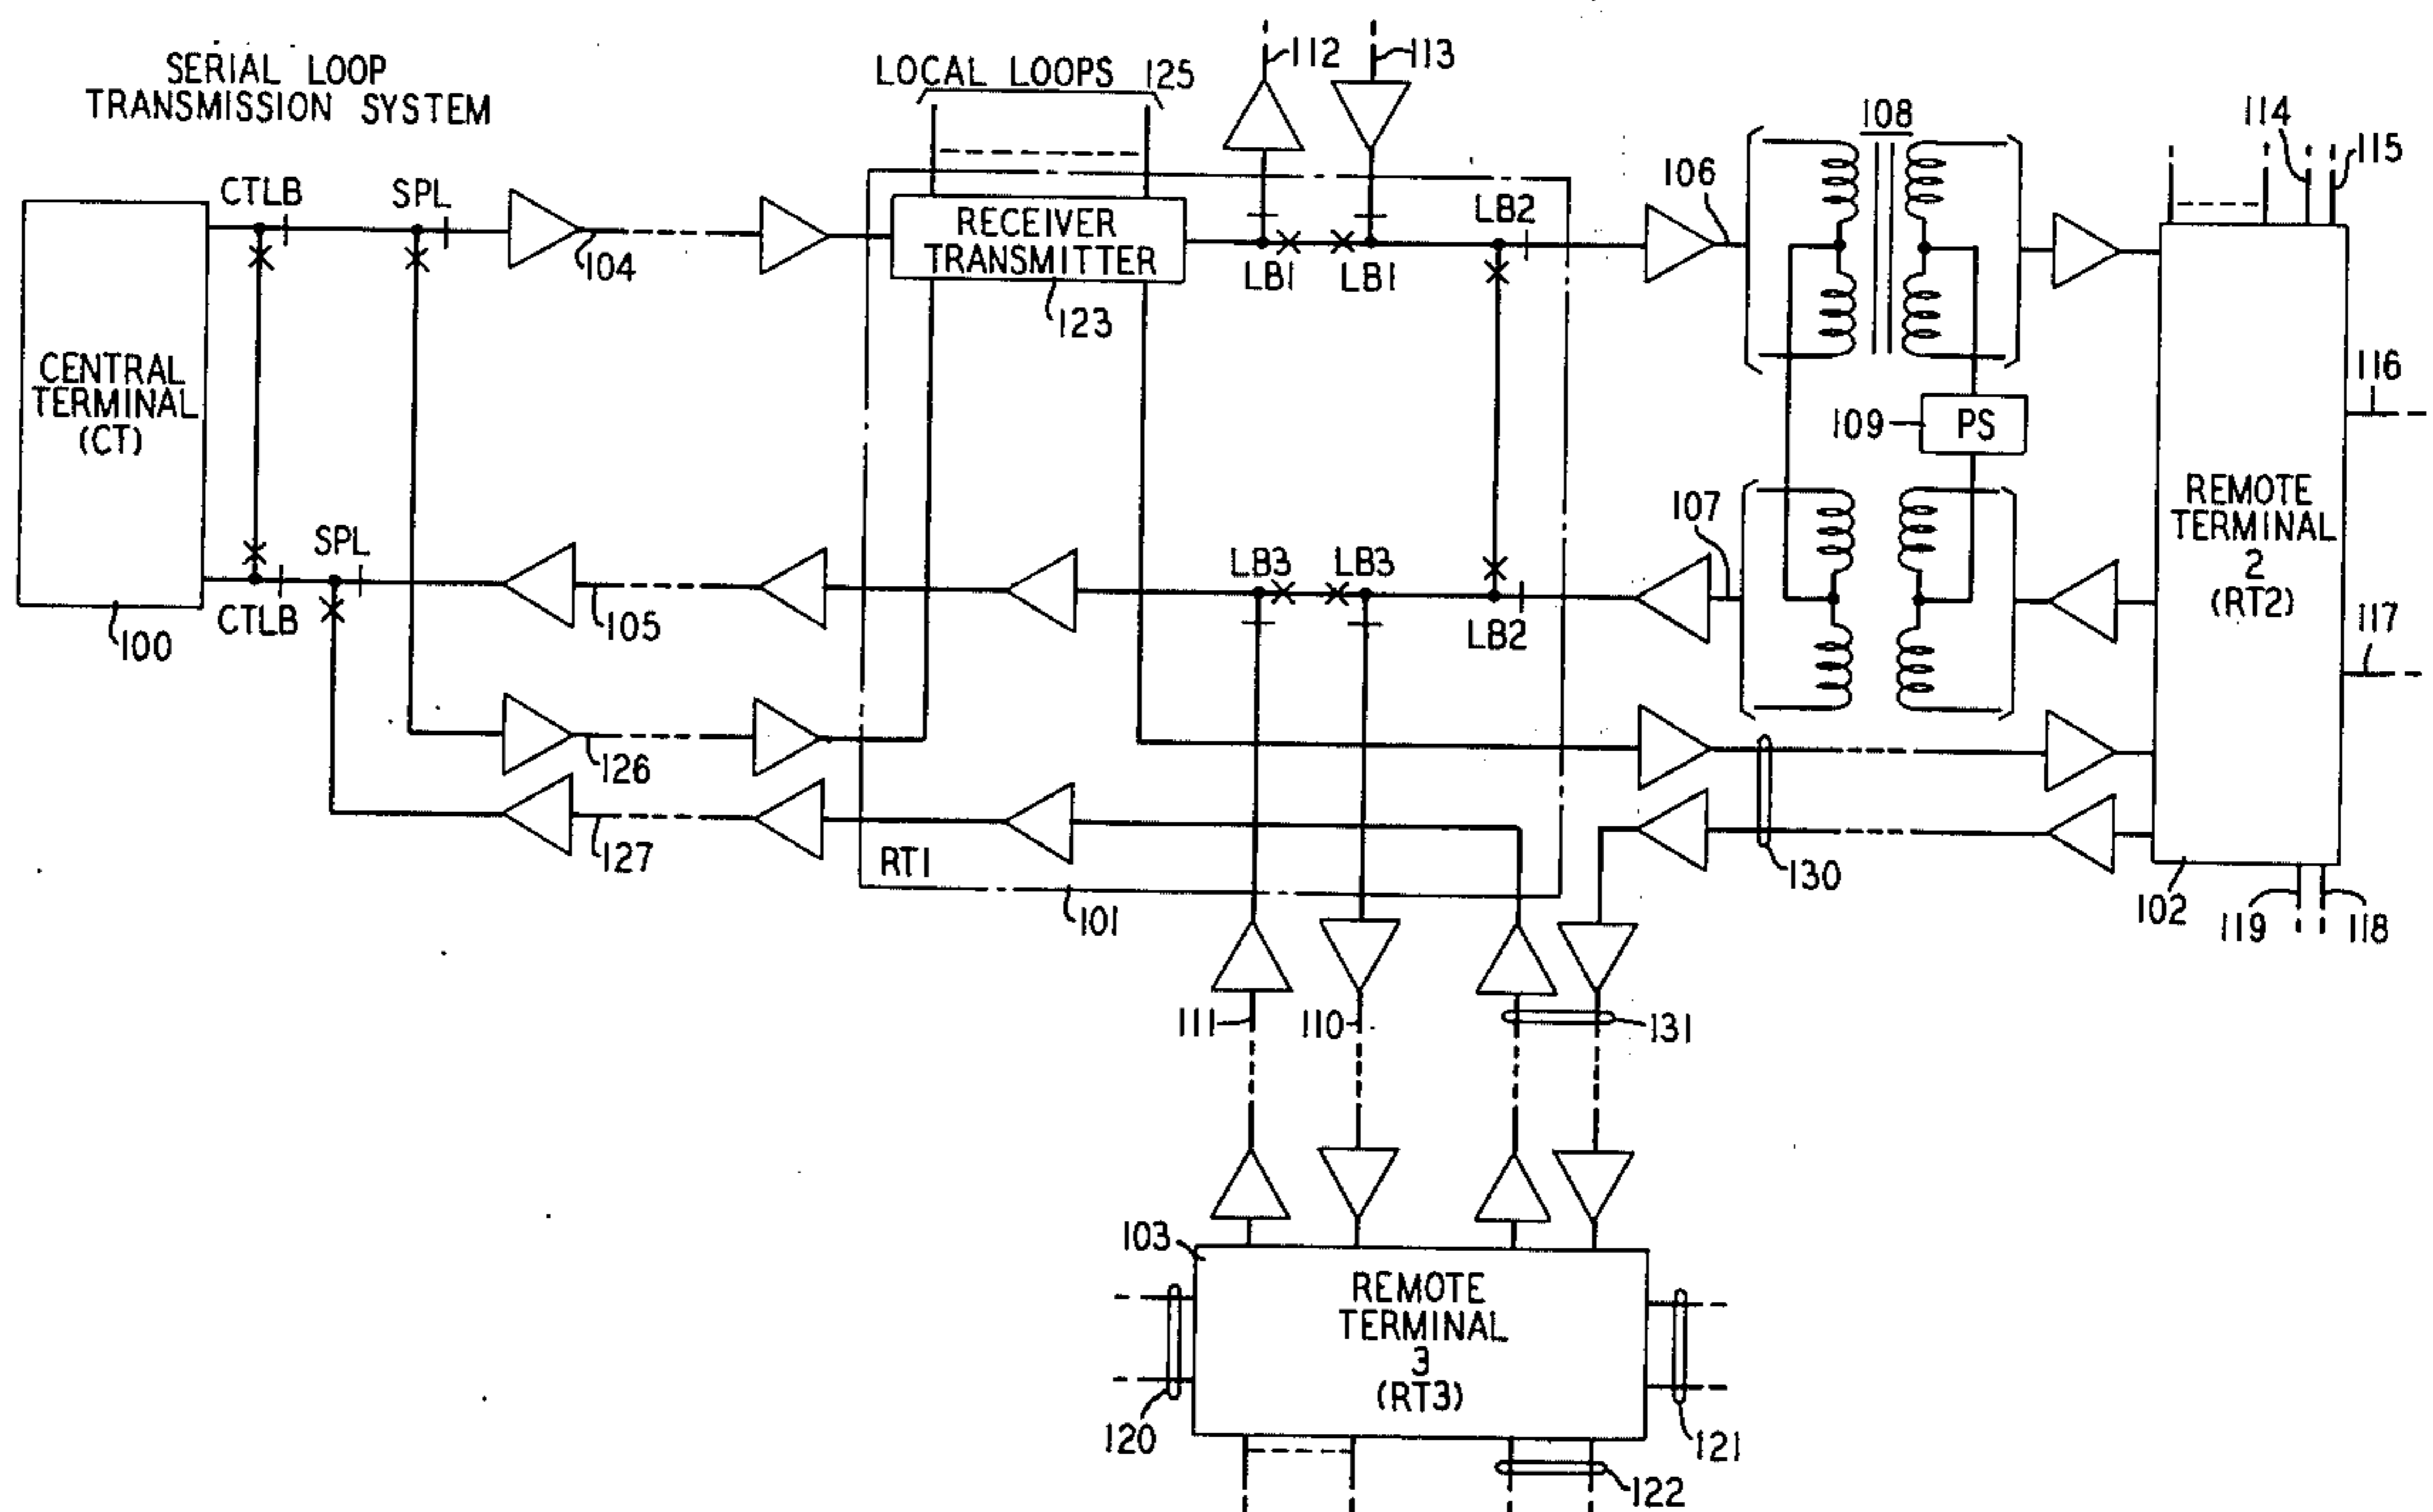 SERIAL LOOP
TRANSMISSION SYSTEM
LOCAL LOOPS 125
112
113
108
114
115
CTLB
SPL
104
RECEIVER
TRANSMITTER
123
LB1
LB1
LB2
106
116
CENTRAL
TERMINAL
(CT)
109
PS
REMOTE
TERMINAL
2
(RT2)
107
117
SPL
CTLB
100
105
LB3
LB3
LB2
126
127
RT1
101
130
102
119
118
111
110
131
103
REMOTE
TERMINAL
3
(RT3)
120
121
122